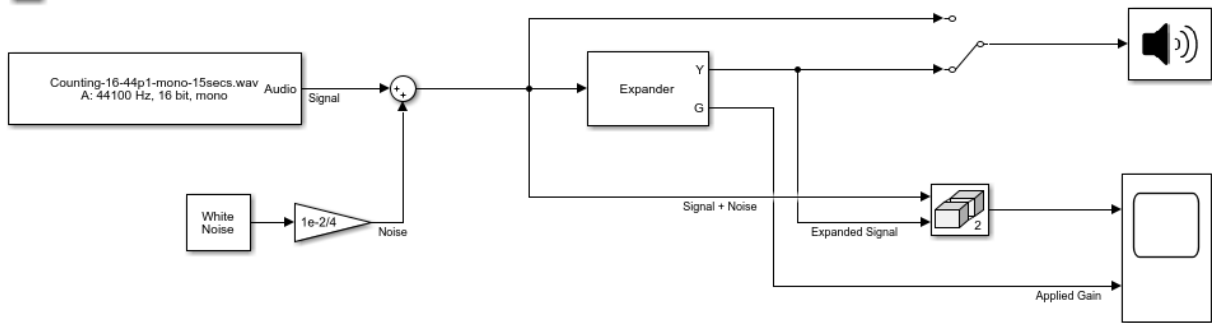 Counting-16-44p1-mono-15secs.wav
A: 44100 Hz, 16 bit, mono
Audio
Signal
+
+
Expander
Y
G
White
Noise
1e-2/4
Noise
Signal + Noise
Expanded Signal
2
Applied Gain